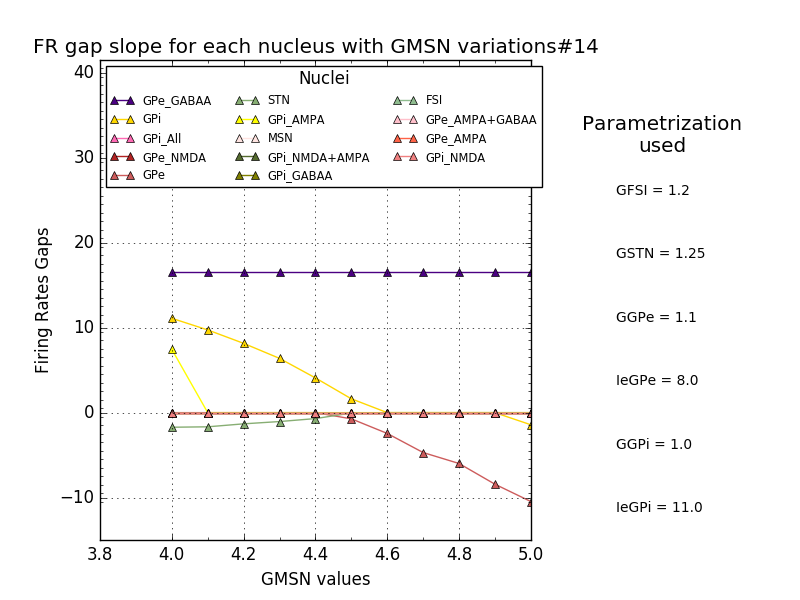 FR gap slope for each nucleus with GMSN variations#14
Nuclei
GPe_GABAA STN FSI
GPi GPi_AMPA GPe_AMPA+GABAA
GPi_All MSN GPe_AMPA
GPe_NMDA GPi_NMDA+AMPA GPi_NMDA
GPe GPi_GABAA
40
30
20
10
0
−10
Firing Rates Gaps
3.8 4.0 4.2 4.4 4.6 4.8 5.0
GMSN values
Parametrization
used
GFSI = 1.2
GSTN = 1.25
GGPe = 1.1
IeGPe = 8.0
GGPi = 1.0
IeGPi = 11.0